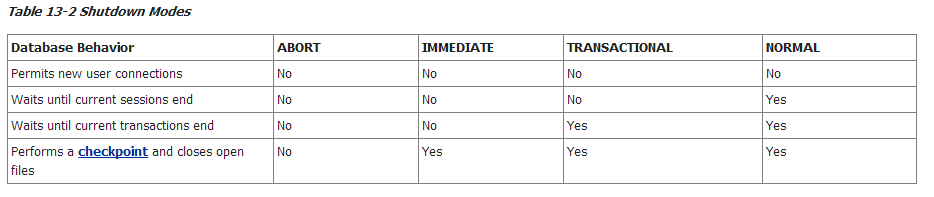 Table 13-2 Shutdown Modes
Database Behavior ABORT IMMEDIATE TRANSACTIONAL NORMAL
Permits new user connections No No No No
Waits until current sessions end No No No Yes
Waits until current transactions end No No Yes Yes
Performs a checkpoint and closes open No Yes Yes Yes
files